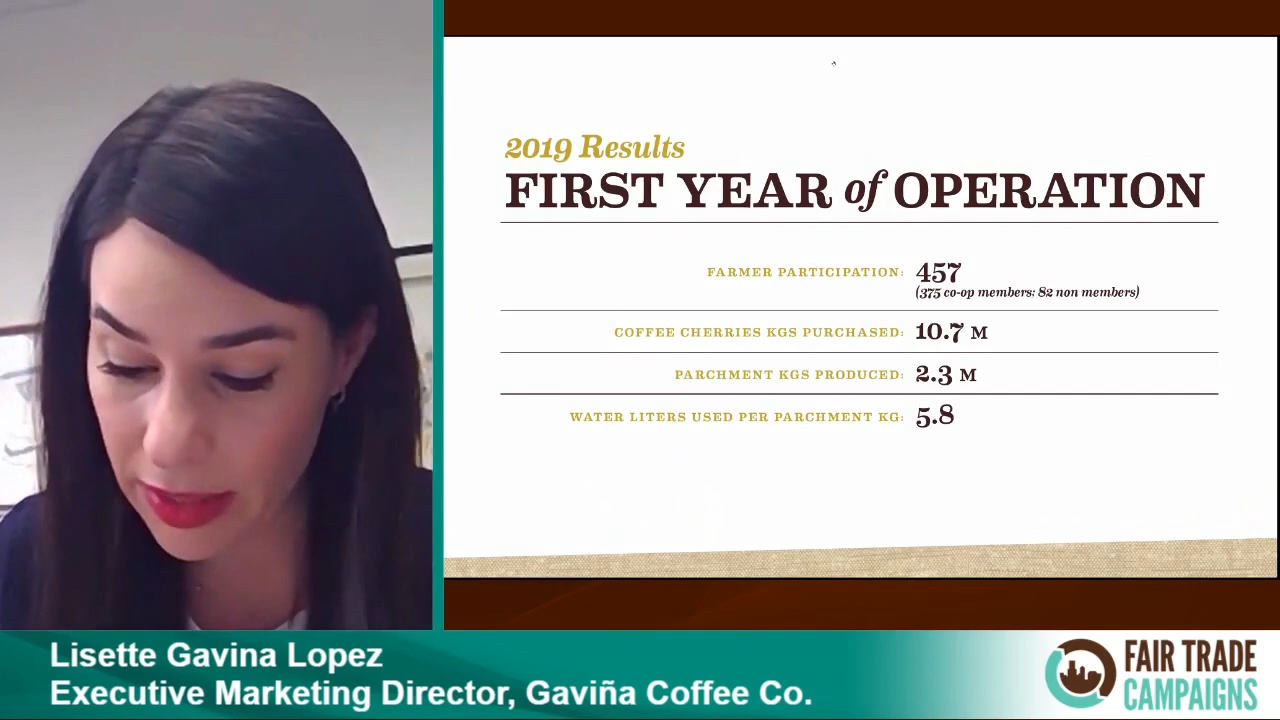 2019 Results
FIRST YEAR of OPERATION
FARMER PARTICIPATION: 457
(375 co-op members: 82 non members)
COFFEE CHERRIES KGS PURCHASED: 10.7 M
PARCHMENT KGS PRODUCED: 2.3 M
WATER LITERS USED PER PARCHMENT KG: 5.8
Lisette Gavina Lopez
Executive Marketing Director, Gaviña Coffee Co.
FAIR TRADE
CAMPAIGNS